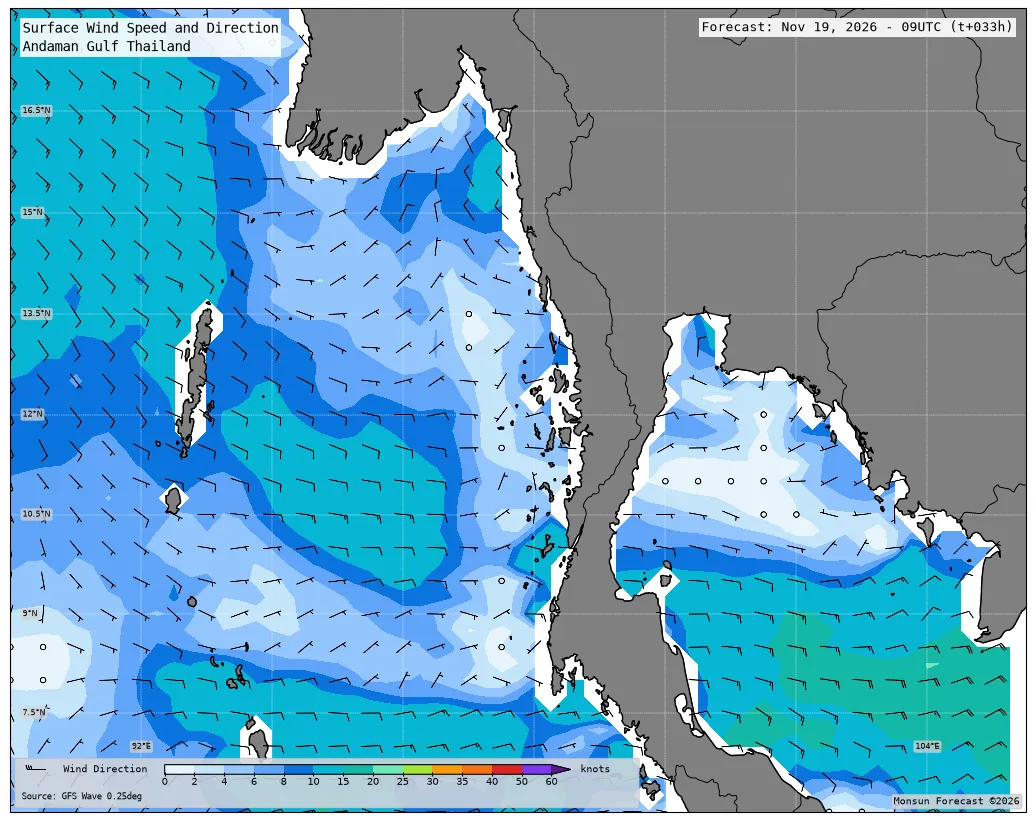 Surface Wind Speed and Direction
Andaman Gulf Thailand
Forecast: Nov 19, 2026 - 09UTC (t+033h)
16.5°N
15°N
13.5°N
12°N
10.5°N
9°N
7.5°N
92°E
104°E
Wind Direction
0 2 4 6 8 10 15 20 25 30 40 50 60
knots
Source: GFS Wave 0.25deg
Monsun Forecast ©2026